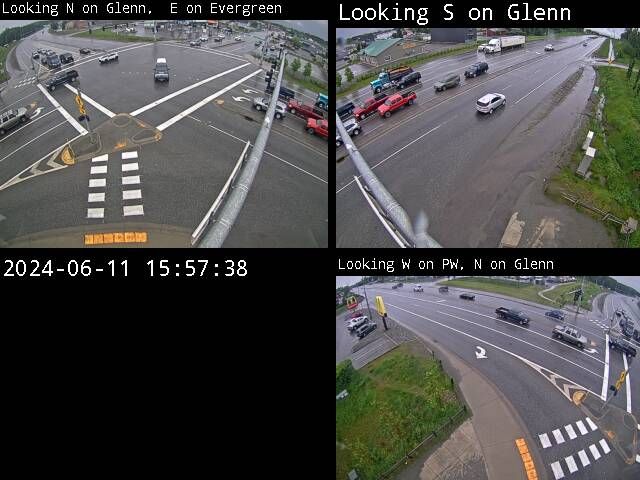 Looking N on Glenn,  E on Evergreen
Looking S on Glenn
2024-06-11 15:57:38
Looking W on PW, N on Glenn